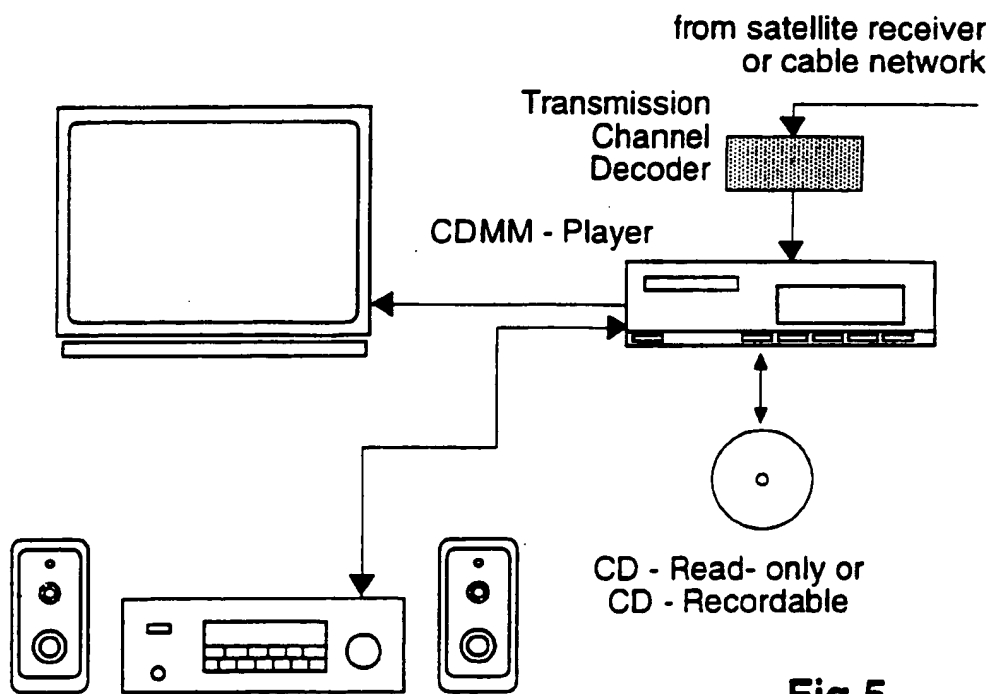 from satellite receiver
or cable network
Transmission
Channel
Decoder
CDMM - Player
CD - Read- only or
CD - Recordable
Fig 5